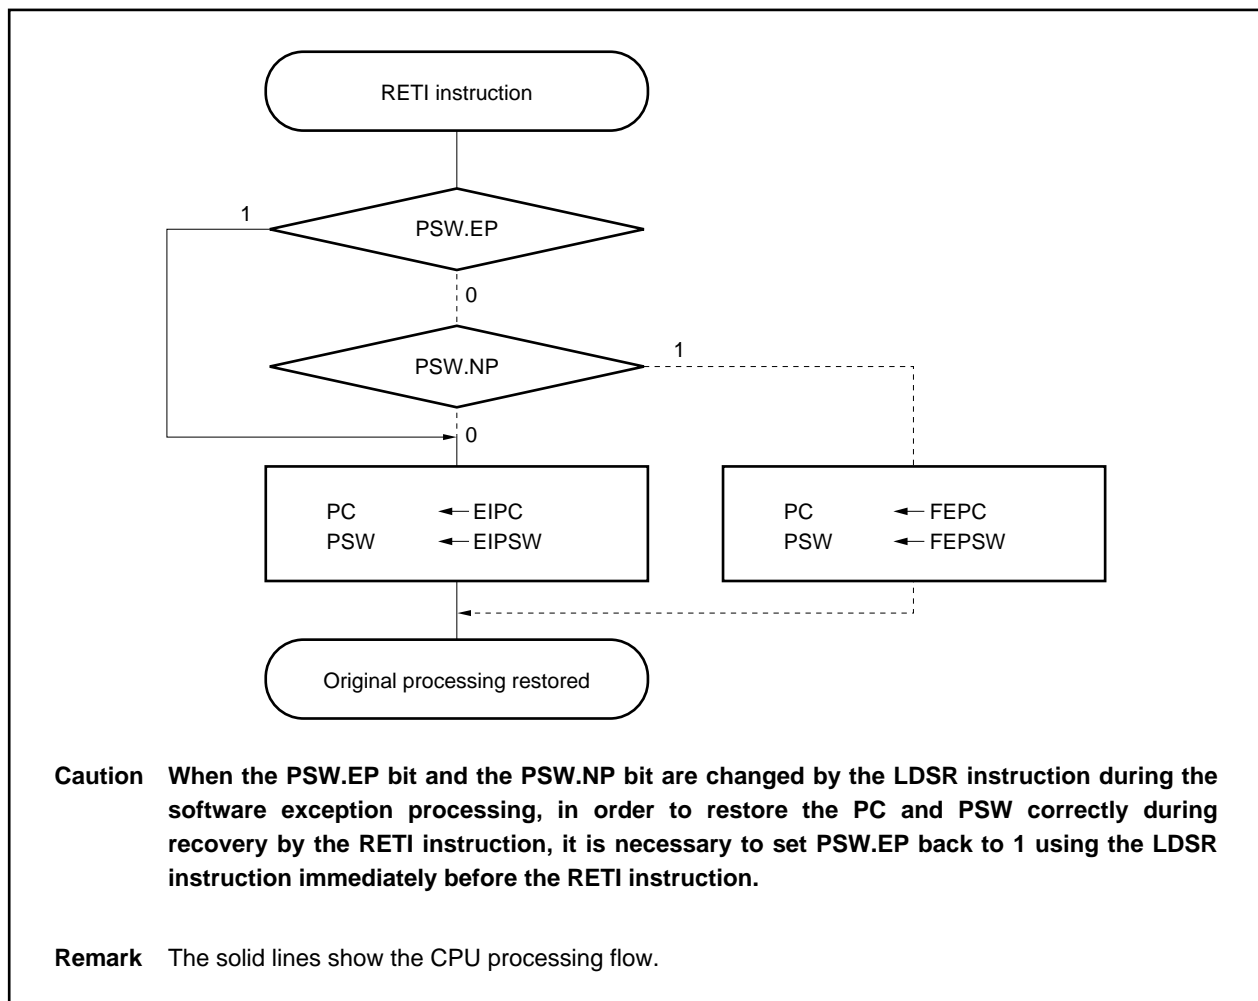 RETI instruction
1
PSW.EP
0
1
PSW.NP
0
PC ← EIPC
PSW ← EIPSW
PC ← FEPC
PSW ← FEPSW
Original processing restored
Caution When the PSW.EP bit and the PSW.NP bit are changed by the LDSR instruction during the
software exception processing, in order to restore the PC and PSW correctly during
recovery by the RETI instruction, it is necessary to set PSW.EP back to 1 using the LDSR
instruction immediately before the RETI instruction.
Remark The solid lines show the CPU processing flow.